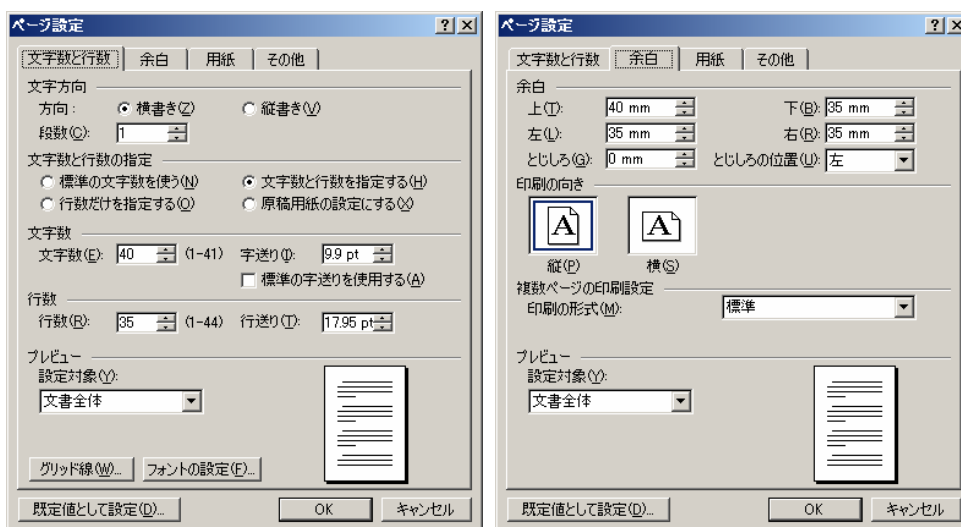 ページ設定
文字数と行数 余白 用紙 その他
文字方向
方向: 横書き(Z) 縦書き(V)
段数(C): 1
文字数と行数の指定
標準の文字数を使う(N) 文字数と行数を指定する(H)
行数だけを指定する(O) 原稿用紙の設定にする(X)
文字数
文字数(E): 40 (1-41) 字送り(I): 9.9 pt
標準の字送りを使用する(A)
行数
行数(R): 35 (1-44) 行送り(T): 17.95 pt
プレビュー
設定対象(Y):
文書全体
グリッド線(W)... フォントの設定(F)...
既定値として設定(D)... OK キャンセル
ページ設定
文字数と行数 余白 用紙 その他
余白
上(T): 40 mm 下(B): 35 mm
左(L): 35 mm 右(R): 35 mm
とじしろ(G): 0 mm とじしろの位置(U): 左
印刷の向き
A A
縦(P) 横(S)
複数ページの印刷設定
印刷の形式(M): 標準
プレビュー
設定対象(Y):
文書全体
既定値として設定(D)... OK キャンセル